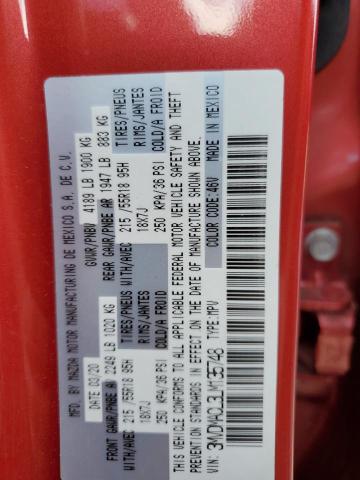 MFD. BY MAZDA MOTOR MANUFACTURING DE MEXICO S.A. DE C.V.
DATE 03/20 GVWR/PNBV 4189 LB 1900 KG
FRONT GAWR/PNBE AV 2249 LB 1020 KG REAR GAWR/PNBE AR 1947 LB 883 KG
WITH/AVEC 215 /55R18 95H TIRES/PNEUS WITH/AVEC 215 /55R18 95H TIRES/PNEUS
18X7J RIMS/JANTES 18X7J RIMS/JANTES
250 KPA/36 PSI COLD/A FROID 250 KPA/36 PSI COLD/A FROID
THIS VEHICLE CONFORMS TO ALL APPLICABLE FEDERAL MOTOR VEHICLE SAFETY AND THEFT
PREVENTION STANDARDS IN EFFECT ON THE DATE OF MANUFACTURE SHOWN ABOVE.
TYPE:MPV COLOR CODE:46V MADE IN MEXICO
VIN: